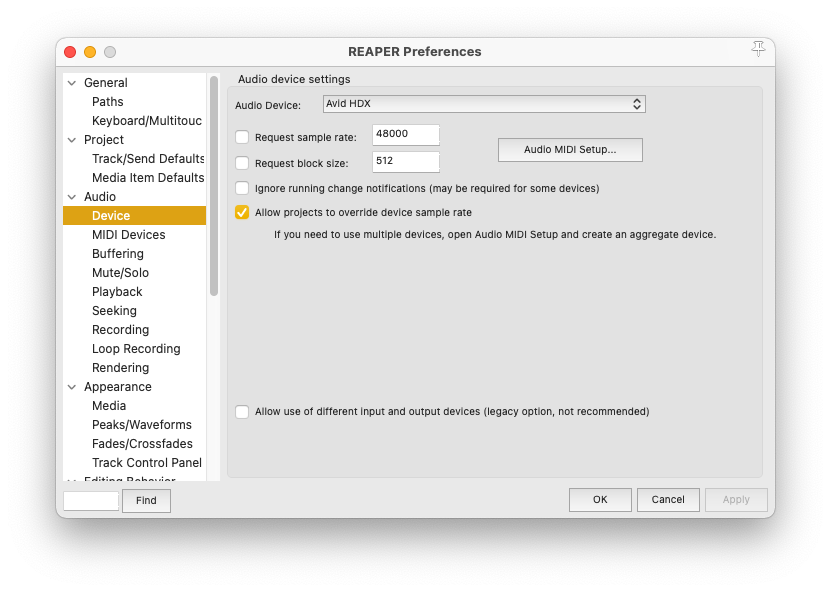 REAPER Preferences
General
Paths
Keyboard/Multitouc
Project
Track/Send Defaults
Media Item Defaults
Audio
Device
MIDI Devices
Buffering
Mute/Solo
Playback
Seeking
Recording
Loop Recording
Rendering
Appearance
Media
Peaks/Waveforms
Fades/Crossfades
Track Control Panel
Editing Behavior
Find
Audio device settings
Audio Device: Avid HDX
Request sample rate: 48000
Request block size: 512
Audio MIDI Setup...
Ignore running change notifications (may be required for some devices)
Allow projects to override device sample rate
If you need to use multiple devices, open Audio MIDI Setup and create an aggregate device.
Allow use of different input and output devices (legacy option, not recommended)
OK Cancel Apply